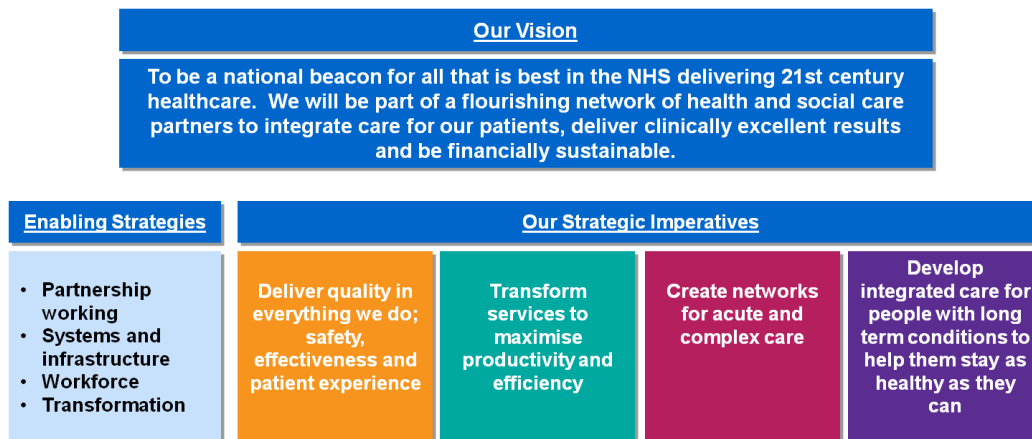 Our Vision
To be a national beacon for all that is best in the NHS delivering 21st century
healthcare. We will be part of a flourishing network of health and social care
partners to integrate care for our patients, deliver clinically excellent results
and be financially sustainable.
Enabling Strategies
• Partnership
working
• Systems and
infrastructure
• Workforce
• Transformation
Our Strategic Imperatives
Deliver quality in
everything we do;
safety,
effectiveness and
patient experience
Transform
services to
maximise
productivity and
efficiency
Create networks
for acute and
complex care
Develop
integrated care for
people with long
term conditions to
help them stay as
healthy as they
can